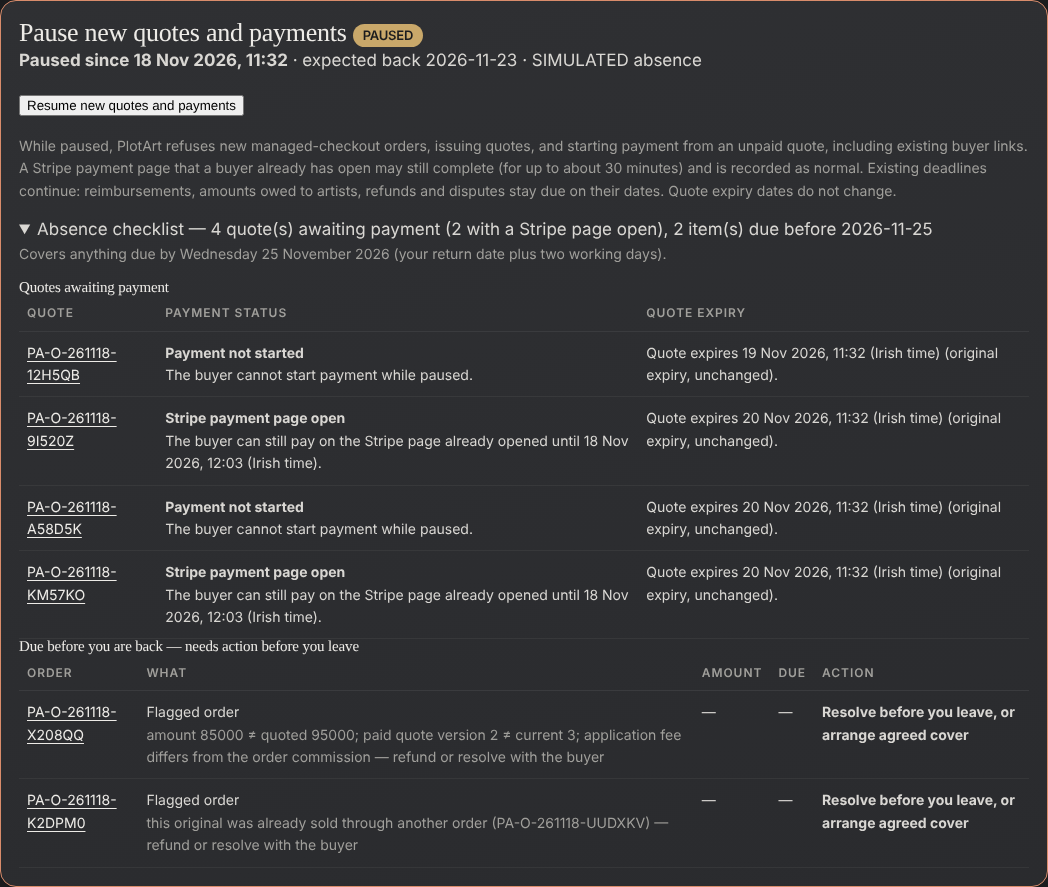 Pause new quotes and payments PAUSED
Paused since 18 Nov 2026, 11:32 · expected back 2026-11-23 · SIMULATED absence
Resume new quotes and payments
While paused, PlotArt refuses new managed-checkout orders, issuing quotes, and starting payment from an unpaid quote, including existing buyer links.
A Stripe payment page that a buyer already has open may still complete (for up to about 30 minutes) and is recorded as normal. Existing deadlines
continue: reimbursements, amounts owed to artists, refunds and disputes stay due on their dates. Quote expiry dates do not change.
▼ Absence checklist — 4 quote(s) awaiting payment (2 with a Stripe page open), 2 item(s) due before 2026-11-25
Covers anything due by Wednesday 25 November 2026 (your return date plus two working days).
Quotes awaiting payment
QUOTE PAYMENT STATUS QUOTE EXPIRY
PA-O-261118- Payment not started Quote expires 19 Nov 2026, 11:32 (Irish time) (original
12H5QB The buyer cannot start payment while paused. expiry, unchanged).
PA-O-261118- Stripe payment page open Quote expires 20 Nov 2026, 11:32 (Irish time) (original
9I520Z The buyer can still pay on the Stripe page already opened until 18 Nov expiry, unchanged).
2026, 12:03 (Irish time).
PA-O-261118- Payment not started Quote expires 20 Nov 2026, 11:32 (Irish time) (original
A58D5K The buyer cannot start payment while paused. expiry, unchanged).
PA-O-261118- Stripe payment page open Quote expires 20 Nov 2026, 11:32 (Irish time) (original
KM57KO The buyer can still pay on the Stripe page already opened until 18 Nov expiry, unchanged).
2026, 12:03 (Irish time).
Due before you are back — needs action before you leave
ORDER WHAT AMOUNT DUE ACTION
PA-O-261118- Flagged order — — Resolve before you leave, or
X208QQ amount 85000 ≠ quoted 95000; paid quote version 2 ≠ current 3; application fee arrange agreed cover
differs from the order commission — refund or resolve with the buyer
PA-O-261118- Flagged order — — Resolve before you leave, or
K2DPM0 this original was already sold through another order (PA-O-261118-UUDXKV) — arrange agreed cover
refund or resolve with the buyer